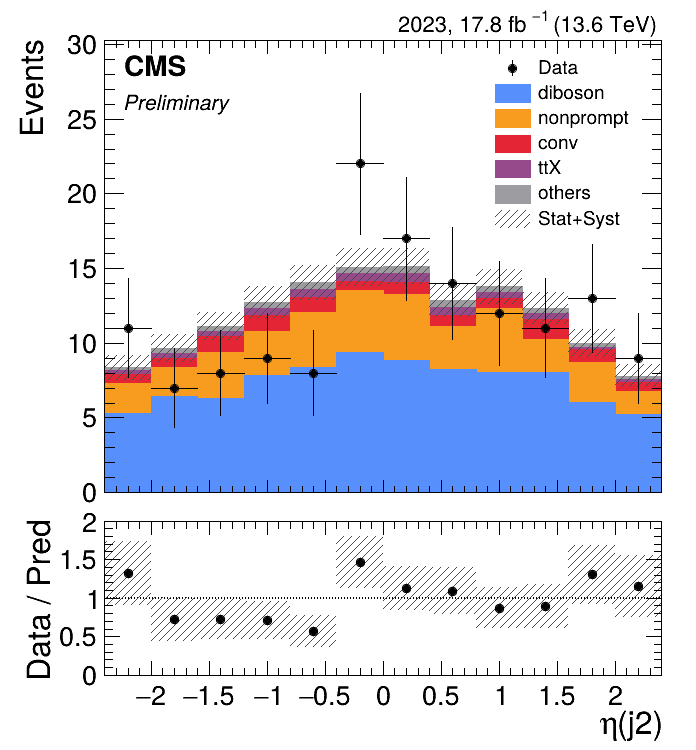 2023, 17.8 fb⁻¹ (13.6 TeV)
Events
30
25
20
15
10
5
0
CMS
Preliminary
Data
diboson
nonprompt
conv
ttX
others
Stat+Syst
Data / Pred
2
1.5
1
0.5
0
−2 −1.5 −1 −0.5 0 0.5 1 1.5 2
η(j2)